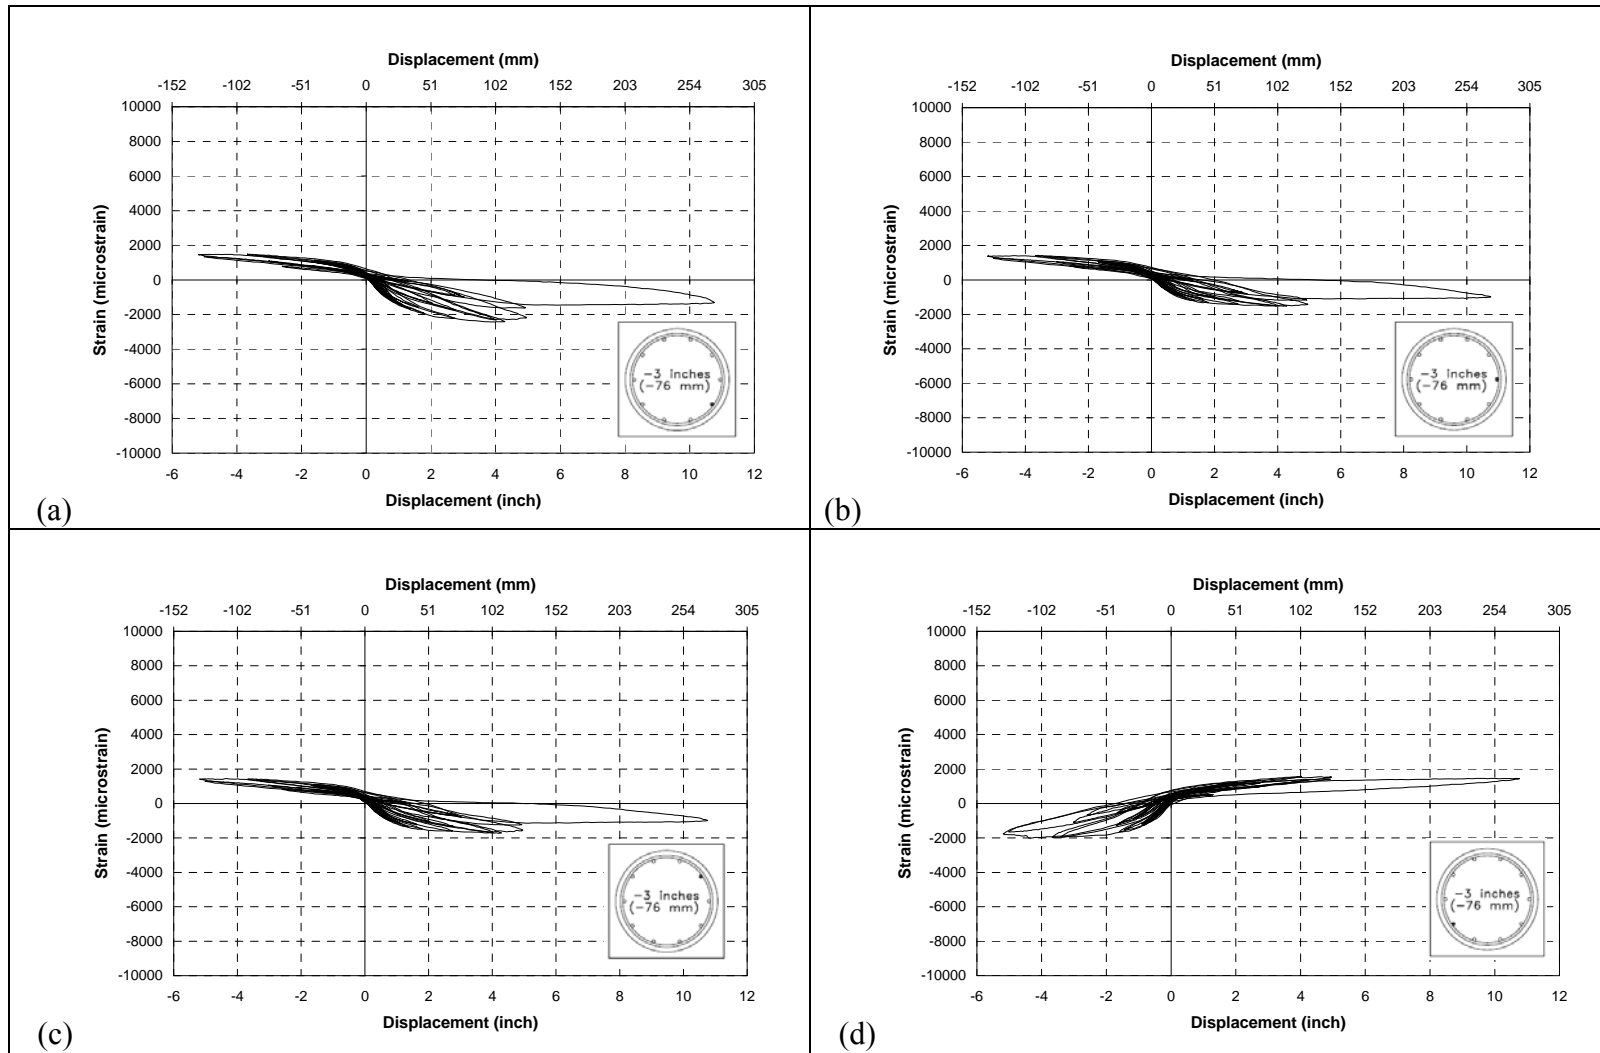 Displacement (mm)
-152 -102 -51 0 51 102 152 203 254 305
10000
8000
6000
4000
2000
0
-2000
-4000
-6000
-8000
-10000
Strain (microstrain)
-3 inches
(-76 mm)
-6 -4 -2 0 2 4 6 8 10 12
Displacement (inch)
(a)
Displacement (mm)
-152 -102 -51 0 51 102 152 203 254 305
10000
8000
6000
4000
2000
0
-2000
-4000
-6000
-8000
-10000
Strain (microstrain)
-3 inches
(-76 mm)
-6 -4 -2 0 2 4 6 8 10 12
Displacement (inch)
(b)
Displacement (mm)
-152 -102 -51 0 51 102 152 203 254 305
10000
8000
6000
4000
2000
0
-2000
-4000
-6000
-8000
-10000
Strain (microstrain)
-3 inches
(-76 mm)
-6 -4 -2 0 2 4 6 8 10 12
Displacement (inch)
(c)
Displacement (mm)
-152 -102 -51 0 51 102 152 203 254 305
10000
8000
6000
4000
2000
0
-2000
-4000
-6000
-8000
-10000
Strain (microstrain)
-3 inches
(-76 mm)
-6 -4 -2 0 2 4 6 8 10 12
Displacement (inch)
(d)